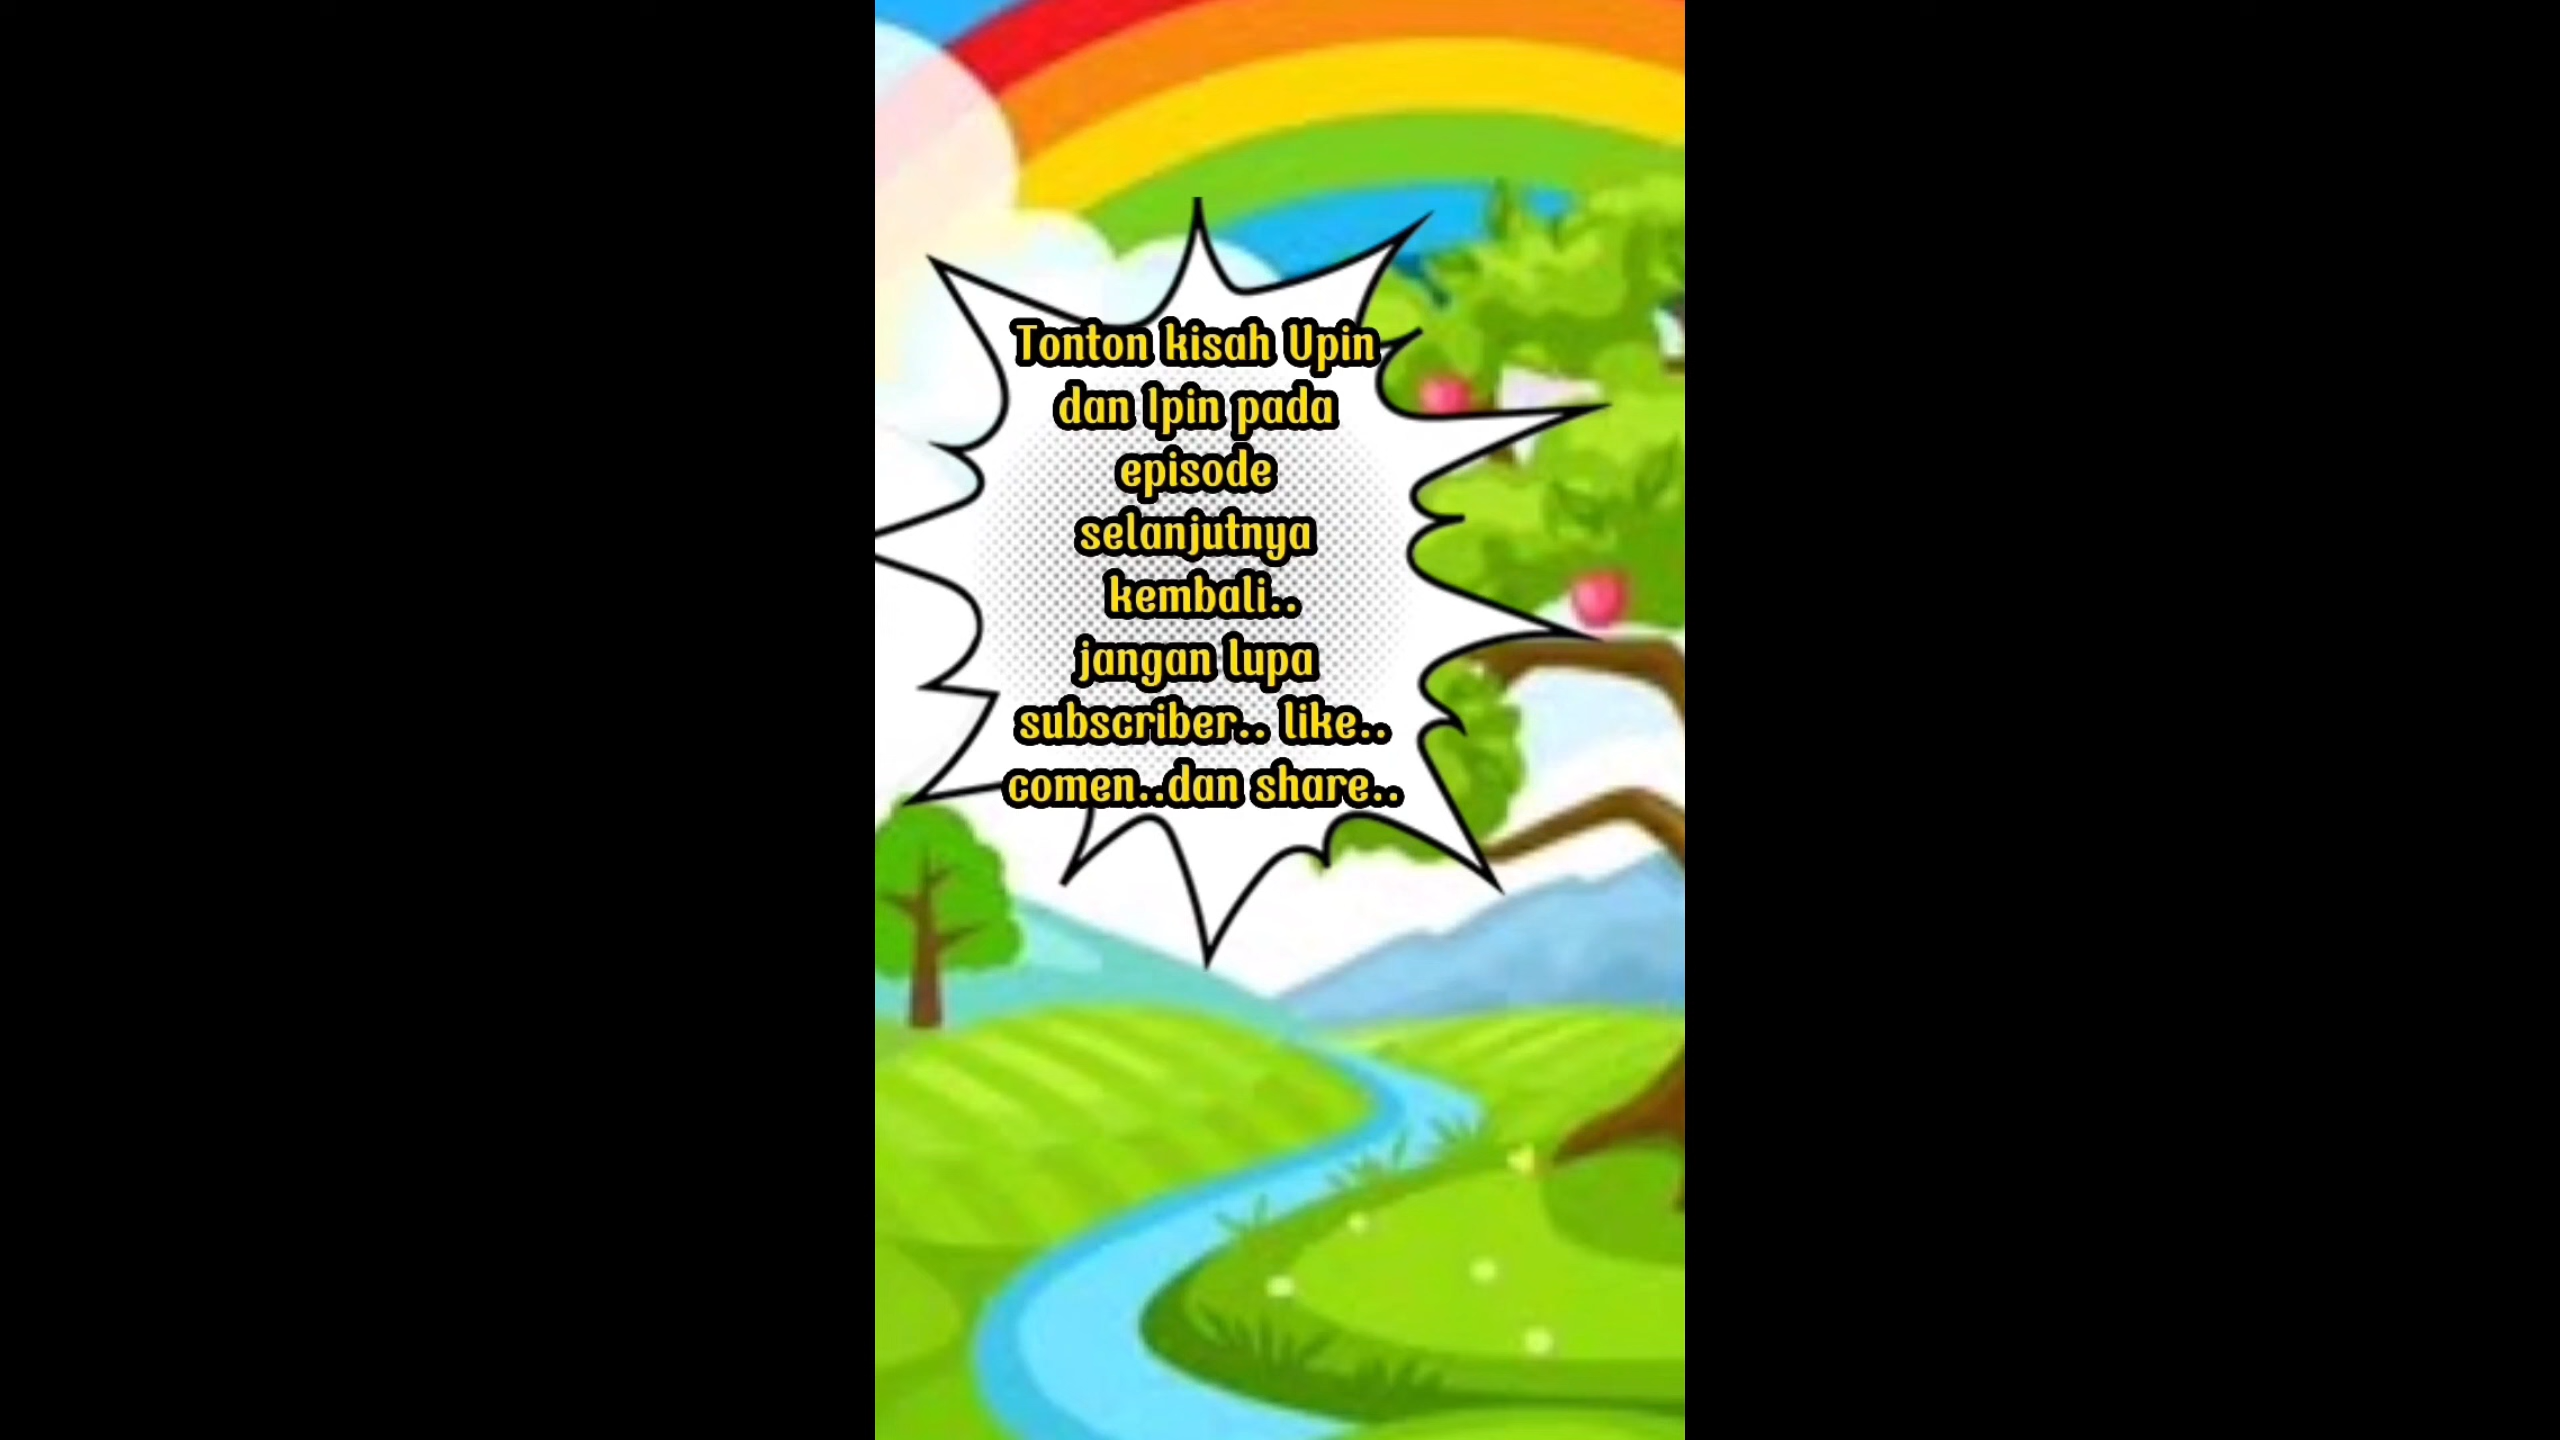 Tonton kisah Upin
dan Ipin pada
episode
selanjutnya
kembali..
jangan lupa
subscriber.. like..
comen..dan share..